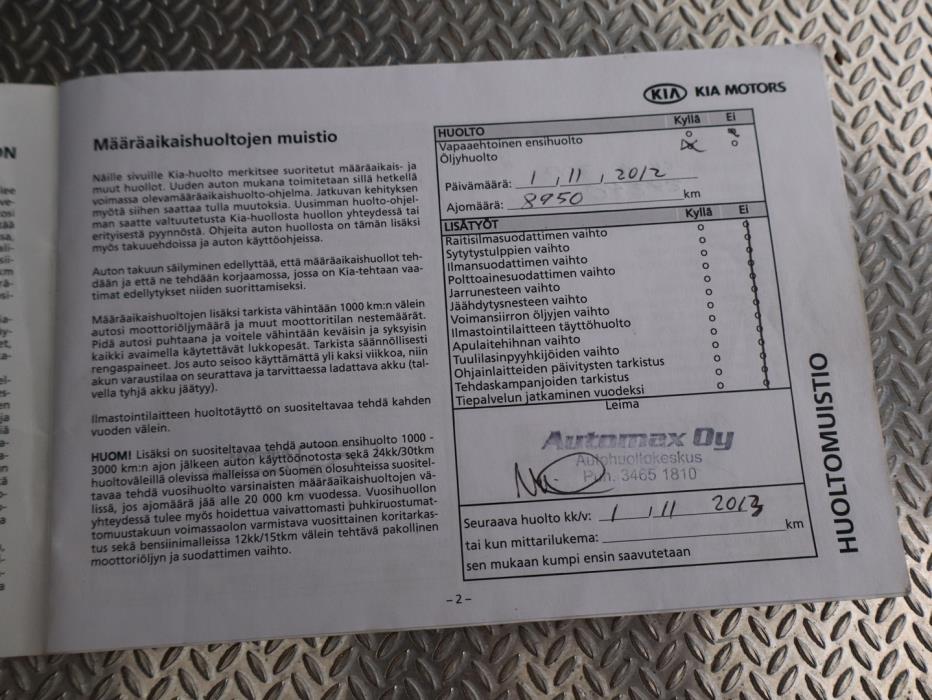 KIA KIA MOTORS
Määräaikaishuoltojen muistio
Näille sivuille Kia-huolto merkitsee suoritetut määräaikais- ja
muut huollot. Uuden auton mukana toimitetaan sillä hetkellä
voimassa olevamääräaikaishuolto-ohjelma. Jatkuvan kehityksen
myötä siihen saattaa tulla muutoksia. Uusimman huolto-ohjel-
man saatte valtuutetusta Kia-huollosta huollon yhteydessä tai
erityisestä pyynnöstä. Ohjeita auton huollosta on tämän lisäksi
myös takuuehdoissa ja auton käyttöohjeissa.
Auton takuun säilyminen edellyttää, että määräaikaishuollot teh-
dään ja että ne tehdään korjaamossa, jossa on Kia-tehtaan vaa-
timat edellytykset niiden suorittamiseksi.
Määräaikaishuoltojen lisäksi tarkista vähintään 1000 km:n välein
autosi moottoriöljymäärä ja muut moottoritilan nestemäärät.
Pidä autosi puhtaana ja voitele vähintään keväisin ja syksyisin
kaikki avaimella käytettävät lukkopesät. Tarkista säännöllisesti
rengaspaineet. Jos auto seisoo käyttämättä yli kaksi viikkoa, niin
akun varaustilaa on seurattava ja tarvittaessa ladattava akku (tal-
vella tyhjä akku jäätyy).
Ilmastointilaitteen huoltotäyttö on suositeltavaa tehdä kahden
vuoden välein.
HUOM! Lisäksi on suositeltavaa tehdä autoon ensihuolto 1000 -
3000 km:n ajon jälkeen auton käyttöönotosta sekä 24kk/30tkm
huoltoväleillä olevissa malleissa on Suomen olosuhteissa suositel-
tavaa tehdä vuosihuolto varsinaisten määräaikaishuoltojen vä-
lissä, jos ajomäärä jää alle 20 000 km vuodessa. Vuosihuollon
yhteydessä tulee myös hoidettua vaivattomasti puhkiruostumat-
tomuustakuun voimassaolon varmistava vuosittainen koritarkas-
tus sekä bensiinimalleissa 12kk/15tkm välein tehtävä pakollinen
moottoriöljyn ja suodattimen vaihto.
HUOLTO Kyllä Ei
Vapaaehtoinen ensihuolto
Öljyhuolto
Päivämäärä: 1 , 11 , 2012
Ajomäärä: 8950 km
LISÄTYÖT Kyllä Ei
Raitisilmasuodattimen vaihto
Sytytystulppien vaihto
Ilmansuodattimen vaihto
Polttoainesuodattimen vaihto
Jarrunesteen vaihto
Jäähdytysnesteen vaihto
Voimansiirron öljyjen vaihto
Ilmastointilaitteen täyttöhuolto
Apulaitehihnan vaihto
Tuulilasinpyyhkijöiden vaihto
Ohjainlaitteiden päivitysten tarkistus
Tehdaskampanjoiden tarkistus
Tiepalvelun jatkaminen vuodeksi
Leima
Automax Oy
Autohuoltokeskus
Puh. 3465 1810
Seuraava huolto kk/v: 1 , 11 2013
tai kun mittarilukema: km
sen mukaan kumpi ensin saavutetaan
HUOLTOMUISTIO
– 2 –